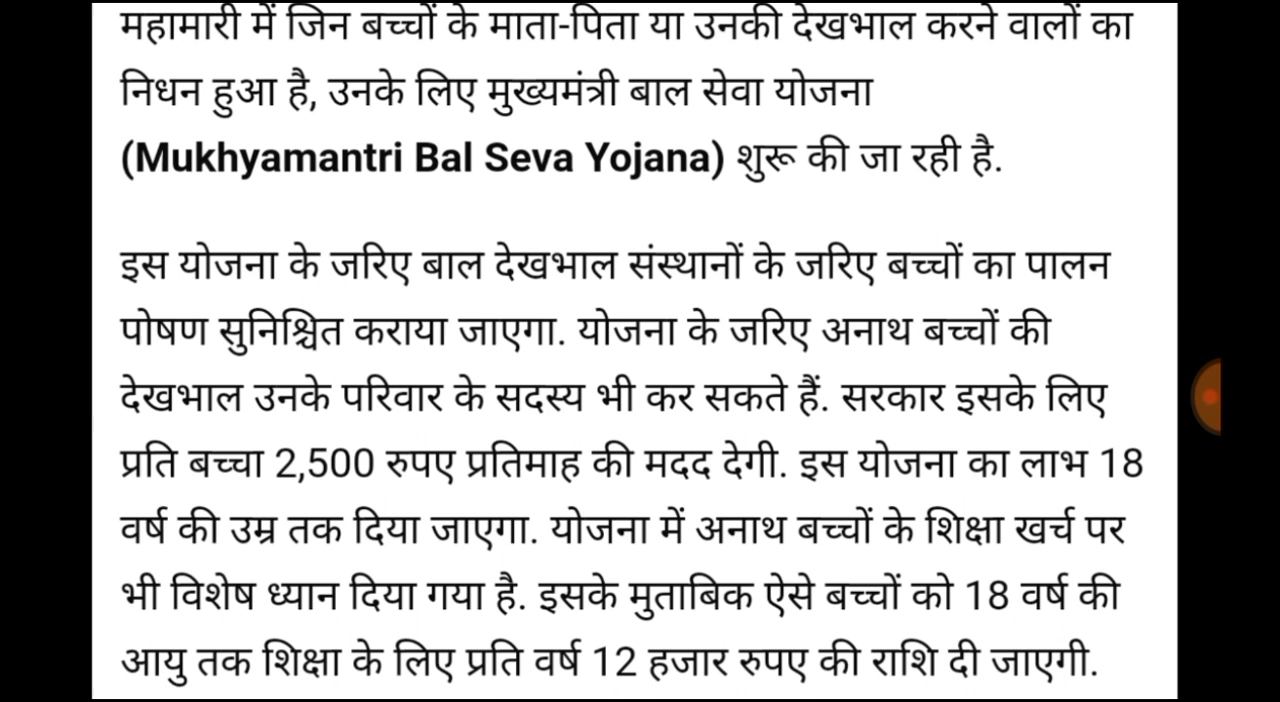 महामारी में जिन बच्चों के माता-पिता या उनकी देखभाल करने वालों का
निधन हुआ है, उनके लिए मुख्यमंत्री बाल सेवा योजना
(Mukhyamantri Bal Seva Yojana) शुरू की जा रही है.
इस योजना के जरिए बाल देखभाल संस्थानों के जरिए बच्चों का पालन
पोषण सुनिश्चित कराया जाएगा. योजना के जरिए अनाथ बच्चों की
देखभाल उनके परिवार के सदस्य भी कर सकते हैं. सरकार इसके लिए
प्रति बच्चा 2,500 रुपए प्रतिमाह की मदद देगी. इस योजना का लाभ 18
वर्ष की उम्र तक दिया जाएगा. योजना में अनाथ बच्चों के शिक्षा खर्च पर
भी विशेष ध्यान दिया गया है. इसके मुताबिक ऐसे बच्चों को 18 वर्ष की
आयु तक शिक्षा के लिए प्रति वर्ष 12 हजार रुपए की राशि दी जाएगी.